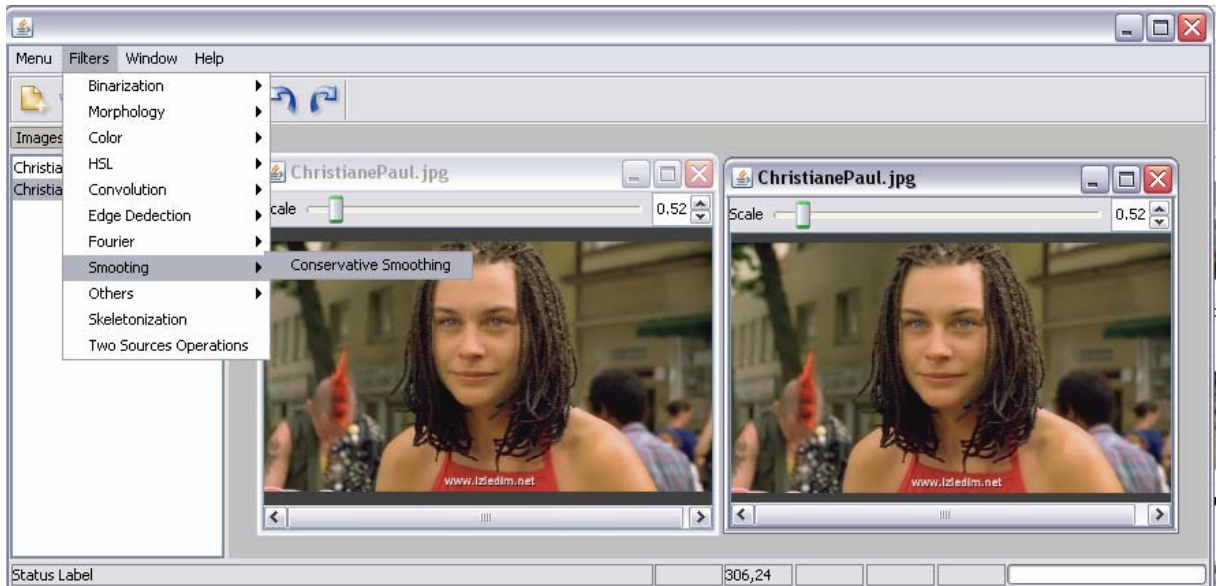 Menu Filters Window Help
Binarization
Morphology
Images
Color
Christia
HSL
Christia
Convolution
Edge Dedection
Fourier
Smooting
Conservative Smoothing
Others
Skeletonization
Two Sources Operations
ChristianePaul.jpg
cale 0.52
www.izledim.net
ChristianePaul.jpg
Scale 0.52
www.izledim.net
Status Label 306,24